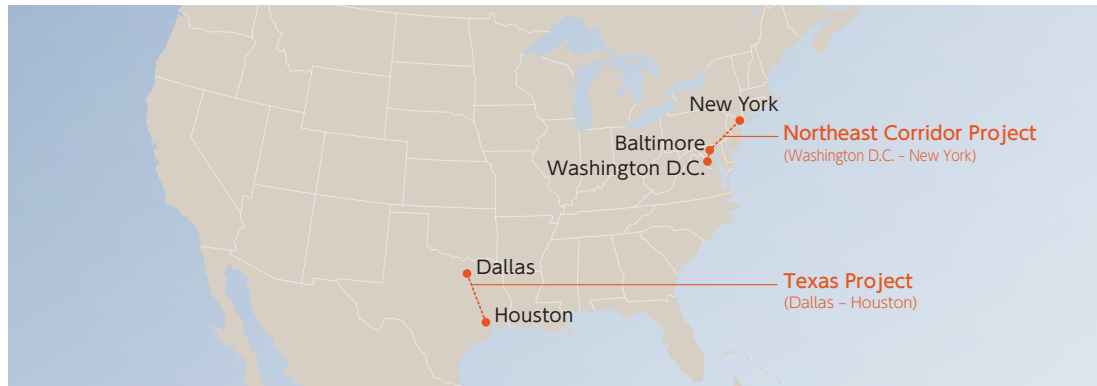 New York
Baltimore
Washington D.C.
Northeast Corridor Project
(Washington D.C. – New York)
Dallas
Houston
Texas Project
(Dallas – Houston)